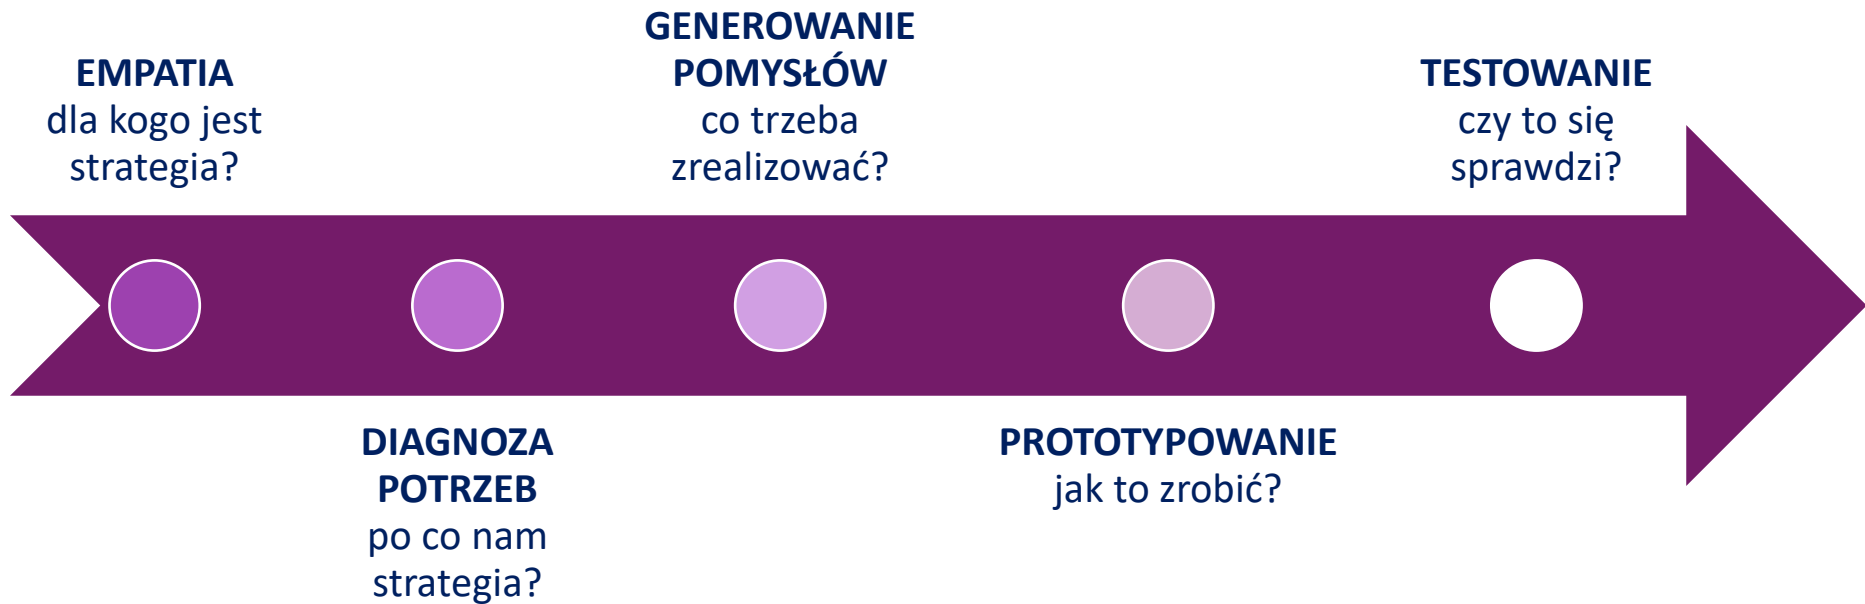 EMPATIA
dla kogo jest
strategia?
DIAGNOZA
POTRZEB
po co nam
strategia?
GENEROWANIE
POMYSŁÓW
co trzeba
zrealizować?
PROTOTYPOWANIE
jak to zrobić?
TESTOWANIE
czy to się
sprawdzi?